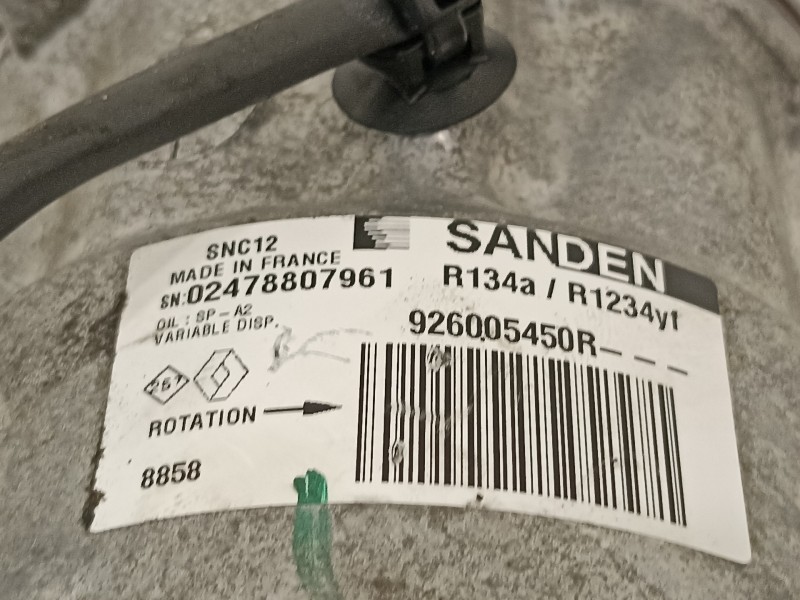 SNC12
MADE IN FRANCE
SN:02478807961
OIL : SP-A2
VARIABLE DISP.
ROTATION
8858
SANDEN
R134a / R1234yf
926005450R---